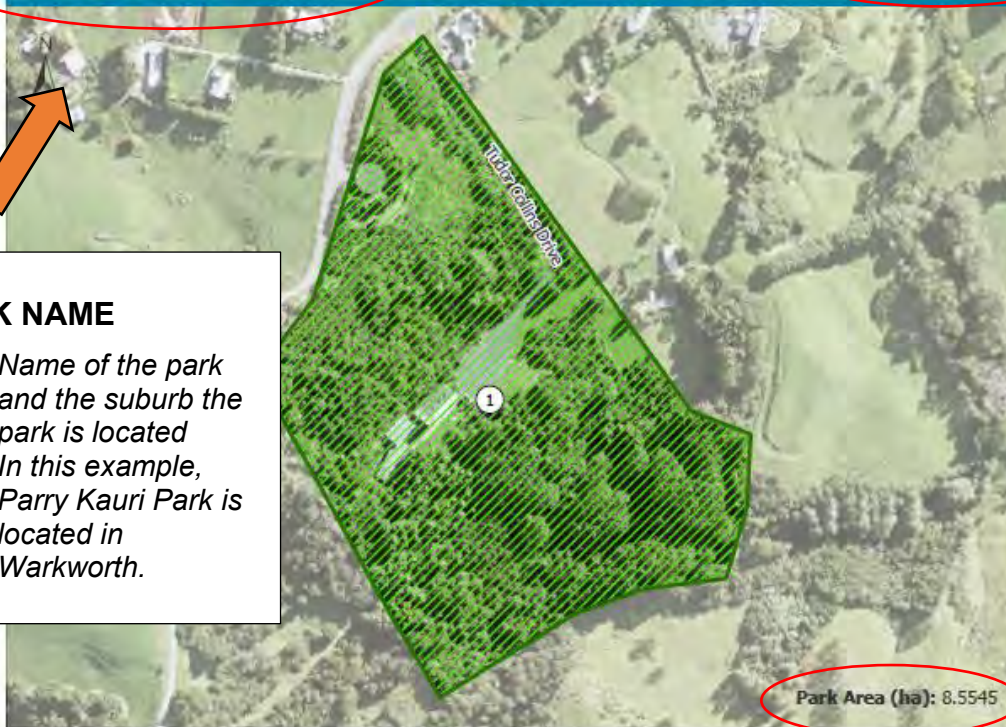 N
Tudor Collins Drive
K NAME
Name of the park
and the suburb the
park is located
In this example,
Parry Kauri Park is
located in
Warkworth.
1
Park Area (ha): 8.5545